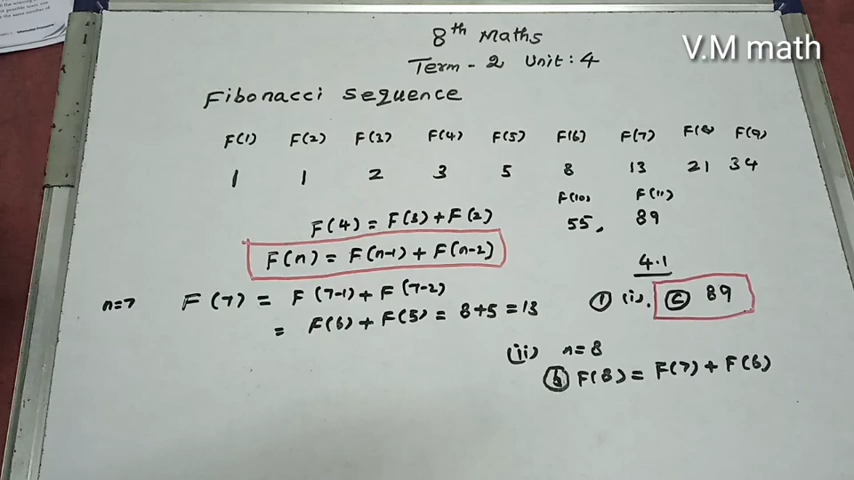 8th Maths
V.M math
Term - 2 Unit : 4
Fibonacci Sequence
F(1) F(2) F(3) F(4) F(5) F(6) F(7) F(8) F(9)
1 1 2 3 5 8 13 21 34
F(10) F(11)
55, 89
F(4) = F(3) + F(2)
F(n) = F(n-1) + F(n-2)
4.1
n=7 F(7) = F(7-1) + F(7-2)
① (i). ⓒ 89
= F(6) + F(5) = 8+5 = 13
(ii) n=8
ⓑ F(8) = F(7) + F(6)